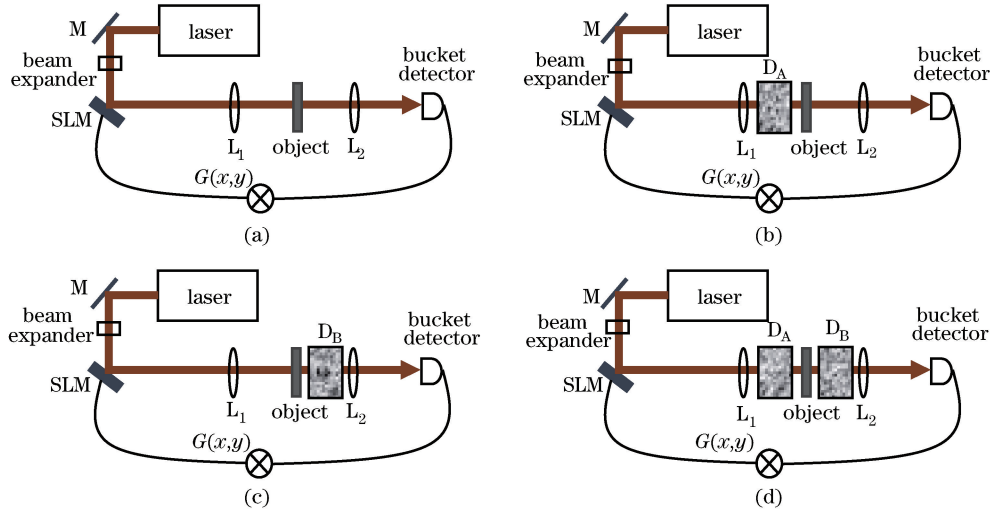 M
laser
beam
expander
SLM
L1
object
L2
bucket
detector
G(x,y)
(a)
M
laser
beam
expander
SLM
L1
DA
object
L2
bucket
detector
G(x,y)
(b)
M
laser
beam
expander
SLM
L1
object
DB
L2
bucket
detector
G(x,y)
(c)
M
laser
beam
expander
SLM
L1
DA
object
DB
L2
bucket
detector
G(x,y)
(d)